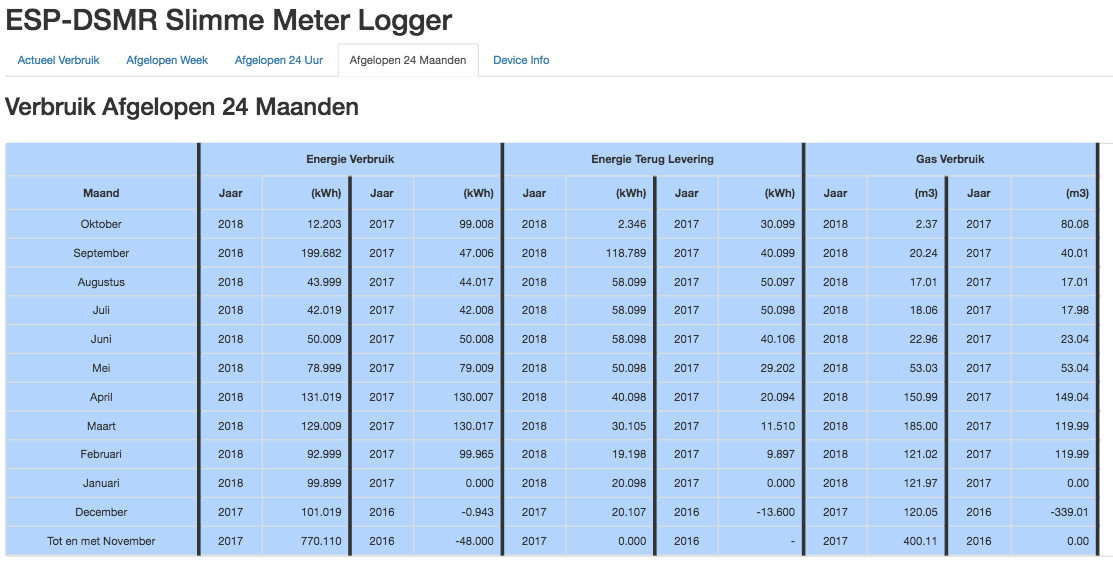 ESP-DSMR Slimme Meter Logger
Actueel Verbruik Afgelopen Week Afgelopen 24 Uur Afgelopen 24 Maanden Device Info
Verbruik Afgelopen 24 Maanden
Energie Verbruik Energie Terug Levering Gas Verbruik
Maand Jaar (kWh) Jaar (kWh) Jaar (kWh) Jaar (kWh) Jaar (m3) Jaar (m3)
Oktober 2018 12.203 2017 99.008 2018 2.346 2017 30.099 2018 2.37 2017 80.08
September 2018 199.682 2017 47.006 2018 118.789 2017 40.099 2018 20.24 2017 40.01
Augustus 2018 43.999 2017 44.017 2018 58.099 2017 50.097 2018 17.01 2017 17.01
Juli 2018 42.019 2017 42.008 2018 58.099 2017 50.098 2018 18.06 2017 17.98
Juni 2018 50.009 2017 50.008 2018 58.098 2017 40.106 2018 22.96 2017 23.04
Mei 2018 78.999 2017 79.009 2018 50.098 2017 29.202 2018 53.03 2017 53.04
April 2018 131.019 2017 130.007 2018 40.098 2017 20.094 2018 150.99 2017 149.04
Maart 2018 129.009 2017 130.017 2018 30.105 2017 11.510 2018 185.00 2017 119.99
Februari 2018 92.999 2017 99.965 2018 19.198 2017 9.897 2018 121.02 2017 119.99
Januari 2018 99.899 2017 0.000 2018 20.098 2017 0.000 2018 121.97 2017 0.00
December 2017 101.019 2016 -0.943 2017 20.107 2016 -13.600 2017 120.05 2016 -339.01
Tot en met November 2017 770.110 2016 -48.000 2017 0.000 2016 - 2017 400.11 2016 0.00